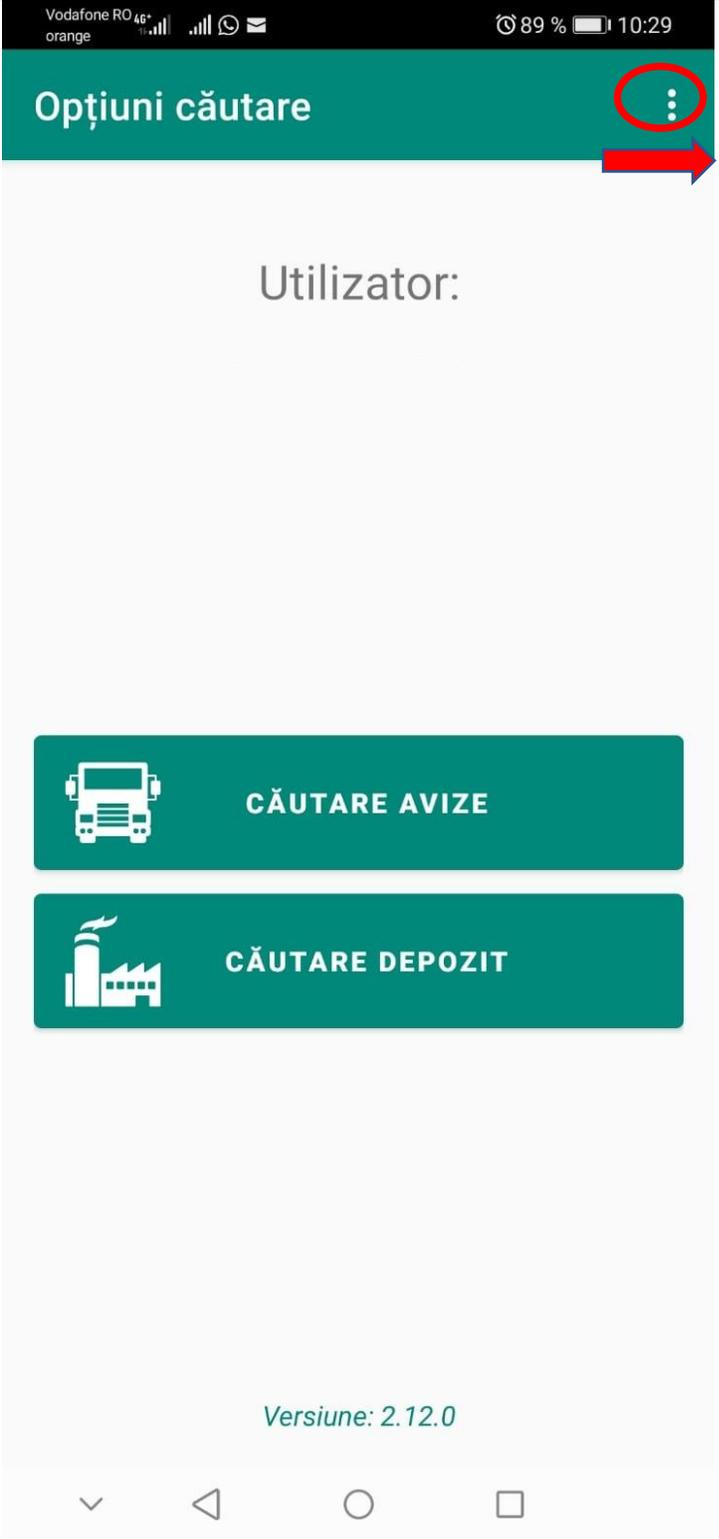 Vodafone RO 4G+
orange
89 % 10:29
Opțiuni căutare
Utilizator:
CĂUTARE AVIZE
CĂUTARE DEPOZIT
Versiune: 2.12.0